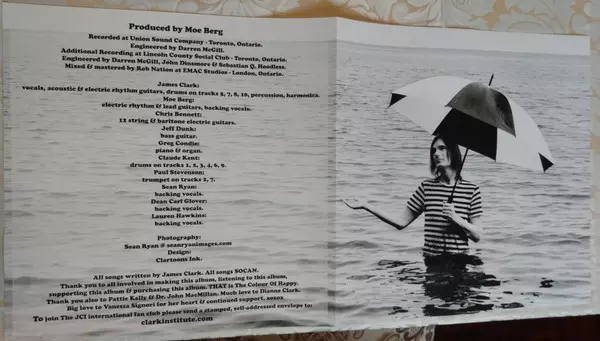 Produced by Moe Berg
Recorded at Union Sound Company - Toronto, Ontario.
Engineered by Darren McGill.
Additional Recording at Lincoln County Social Club - Toronto, Ontario.
Engineered by Darren McGill, John Dinsmore & Sebastian Q. Hoodless.
Mixed & mastered by Rob Nation at EMAC Studios - London, Ontario.
James Clark:
vocals, acoustic & electric rhythm guitars, drums on tracks 5, 7, 8, 10, percussion, harmonica.
Moe Berg:
electric rhythm & lead guitars, backing vocals.
Chris Bennett:
12 string & baritone electric guitars.
Jeff Dunk:
bass guitar.
Greg Condie:
piano & organ.
Claude Kent:
drums on tracks 1, 2, 3, 4, 6, 9.
Paul Stevenson:
trumpet on tracks 2, 7.
Sean Ryan:
backing vocals.
Dean Carl Glover:
backing vocals.
Lauren Hawkins:
backing vocals.
Photography:
Sean Ryan @ seanryanimages.com
Design:
Clartoons Ink.
All songs written by James Clark. All songs SOCAN.
Thank you to all involved in making this album, listening to this album,
supporting this album & purchasing this album. THAT is The Colour Of Happy.
Thank you also to Pattie Kelly & Dr. John MacMillan. Much love to Dianne Clark.
Big love to Vanessa Signori for her heart & continued support. xoxox
To join The JCI international fan club please send a stamped, self-addressed envelope to:
clarkinstitute.com